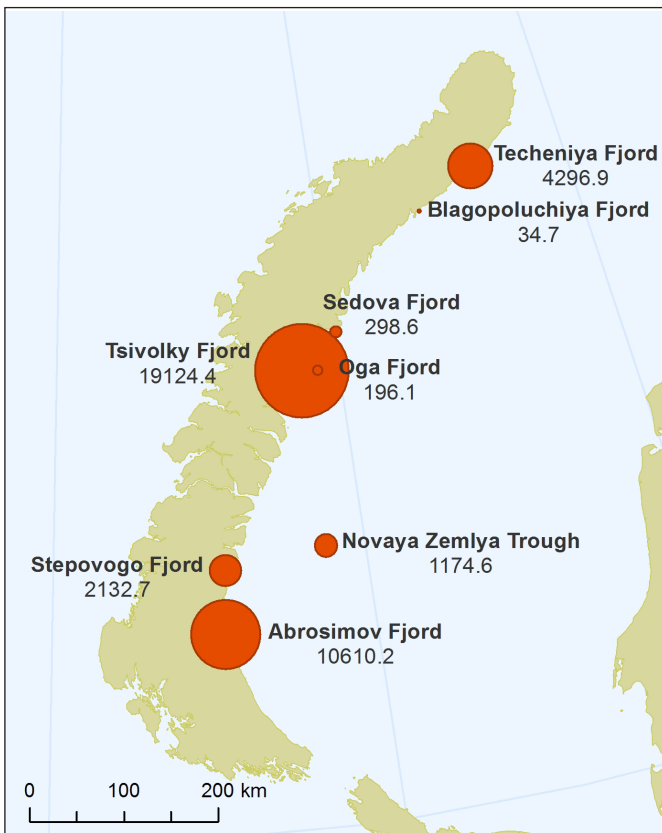 Techeniya Fjord
4296.9
Blagopoluchiya Fjord
34.7
Sedova Fjord
298.6
Tsivolky Fjord
19124.4
Oga Fjord
196.1
Novaya Zemlya Trough
1174.6
Stepovogo Fjord
2132.7
Abrosimov Fjord
10610.2
0 100 200 km